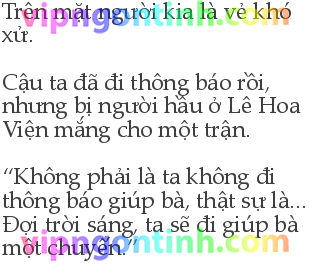 Trên mặt người kia là vẻ khó
xử.
Cậu ta đã đi thông báo rồi,
nhưng bị người hầu ở Lê Hoa
Viện mắng cho một trận.
“Không phải là ta không đi
thông báo giúp bà, thật sự là...
Đợi trời sáng, ta sẽ đi giúp bà
một chuyến.”
vipngontinh.com
vipngontinh.com